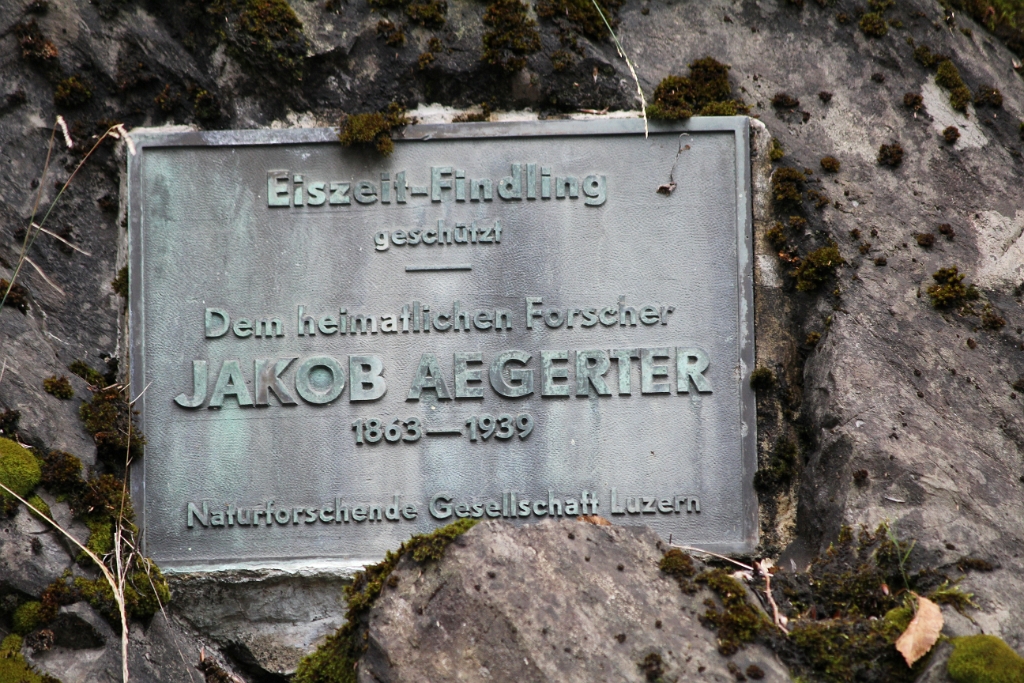 Eiszeit-Findling
geschützt
Dem heimatlichen Forscher
JAKOB AEGERTER
1863—1939
Naturforschende Gesellschaft Luzern